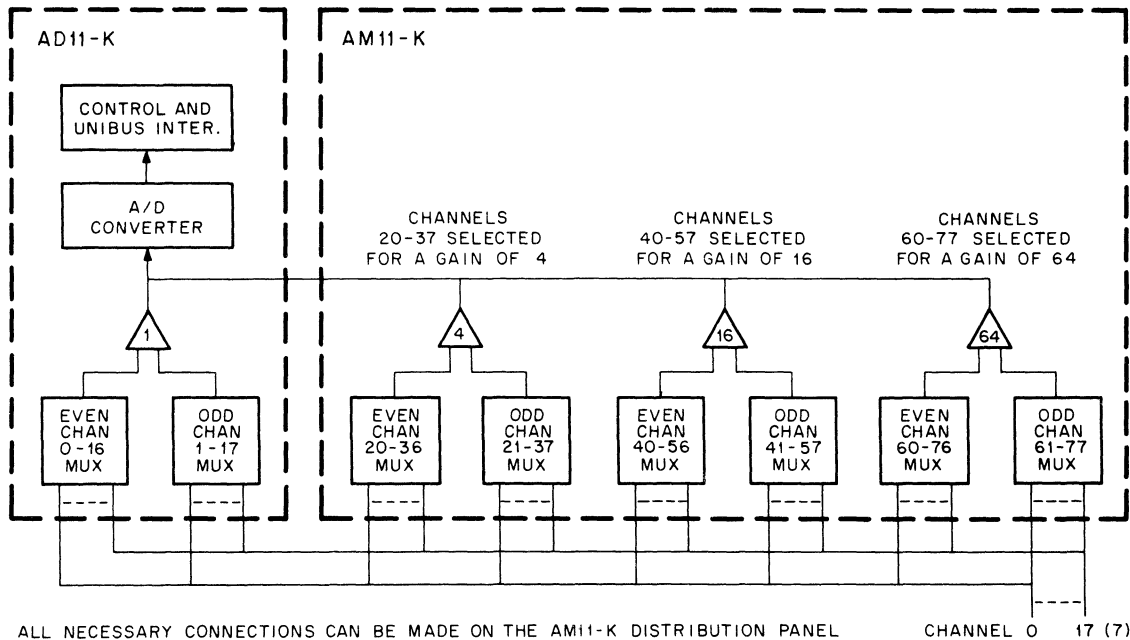 AD11-K
AM11-K
CONTROL AND
UNIBUS INTER.
A/D
CONVERTER
CHANNELS
20-37 SELECTED
FOR A GAIN OF 4
CHANNELS
40-57 SELECTED
FOR A GAIN OF 16
CHANNELS
60-77 SELECTED
FOR A GAIN OF 64
1
4
16
64
EVEN
CHAN
0-16
MUX
ODD
CHAN
1-17
MUX
EVEN
CHAN
20-36
MUX
ODD
CHAN
21-37
MUX
EVEN
CHAN
40-56
MUX
ODD
CHAN
41-57
MUX
EVEN
CHAN
60-76
MUX
ODD
CHAN
61-77
MUX
ALL NECESSARY CONNECTIONS CAN BE MADE ON THE AM11-K DISTRIBUTION PANEL
CHANNEL 0 17 (7)